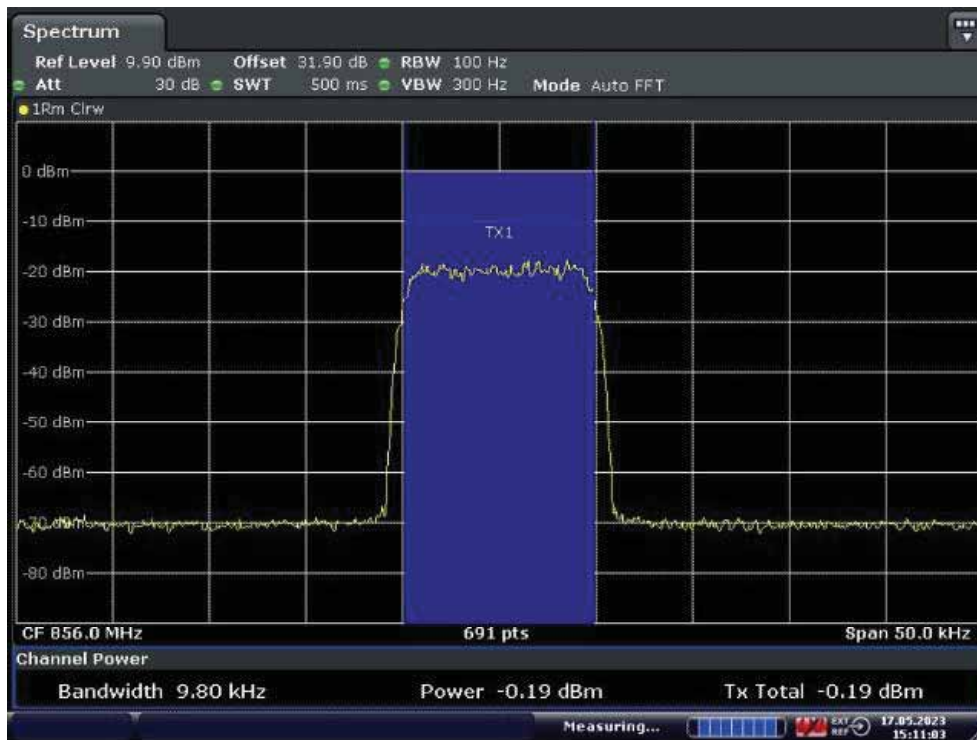 Spectrum
Ref Level 9.90 dBm Offset 31.90 dB RBW 100 Hz
Att 30 dB SWT 500 ms VBW 300 Hz Mode Auto FFT
1Rm Clrw
0 dBm
-10 dBm
TX1
-20 dBm
-30 dBm
-40 dBm
-50 dBm
-60 dBm
-70 dBm
-80 dBm
CF 856.0 MHz 691 pts Span 50.0 kHz
Channel Power
Bandwidth 9.80 kHz Power -0.19 dBm Tx Total -0.19 dBm
Measuring... EXT REF 17.05.2023
15:11:03